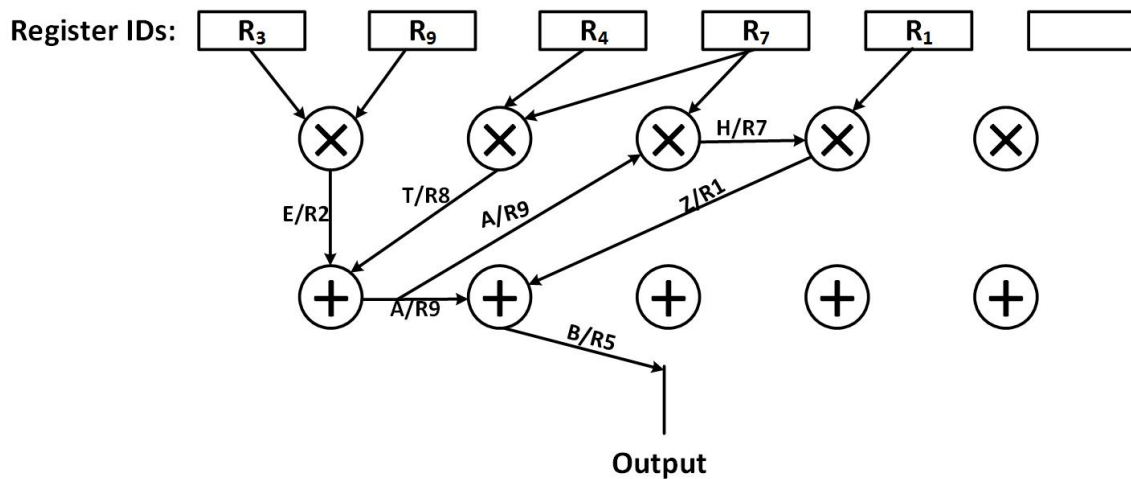 Register IDs: R₃ R₉ R₄ R₇ R₁
H/R7
T/R8
A/R9
Z/R1
E/R2
A/R9
B/R5
Output